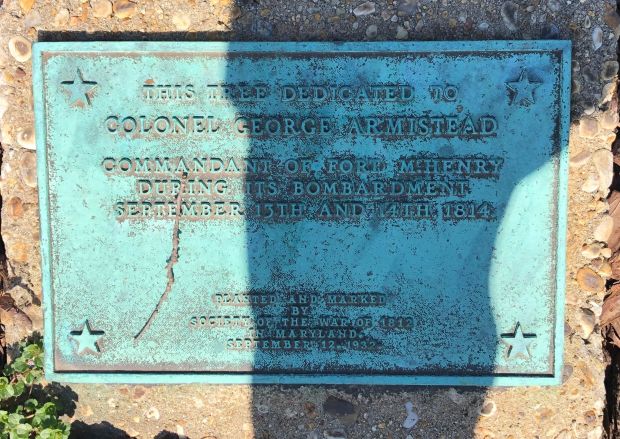 THIS TREE DEDICATED TO
COLONEL GEORGE ARMISTEAD
COMMANDANT OF FORT McHENRY
DURING ITS BOMBARDMENT
SEPTEMBER 13TH AND 14TH 1814
PLANTED AND MARKED
BY
SOCIETY OF THE WAR OF 1812
IN MARYLAND
SEPTEMBER 12, 1932